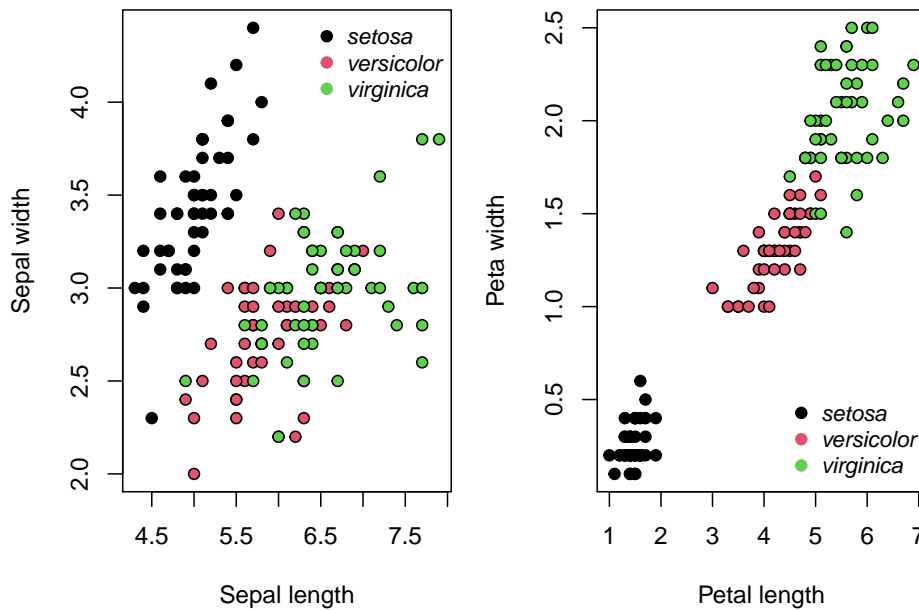 setosa
versicolor
virginica
Sepal width
2.0 2.5 3.0 3.5 4.0
4.5 5.5 6.5 7.5
Sepal length
Peta width
0.5 1.0 1.5 2.0 2.5
setosa
versicolor
virginica
1 2 3 4 5 6 7
Petal length